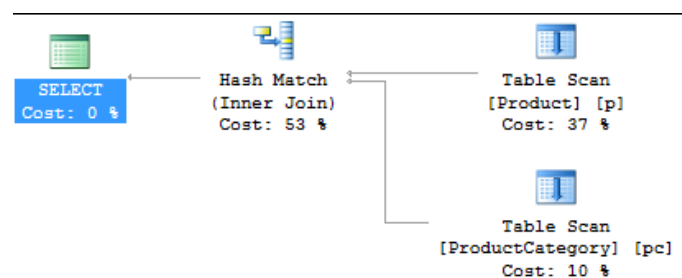 SELECT
Cost: 0 %
Hash Match
(Inner Join)
Cost: 53 %
Table Scan
[Product] [p]
Cost: 37 %
Table Scan
[ProductCategory] [pc]
Cost: 10 %